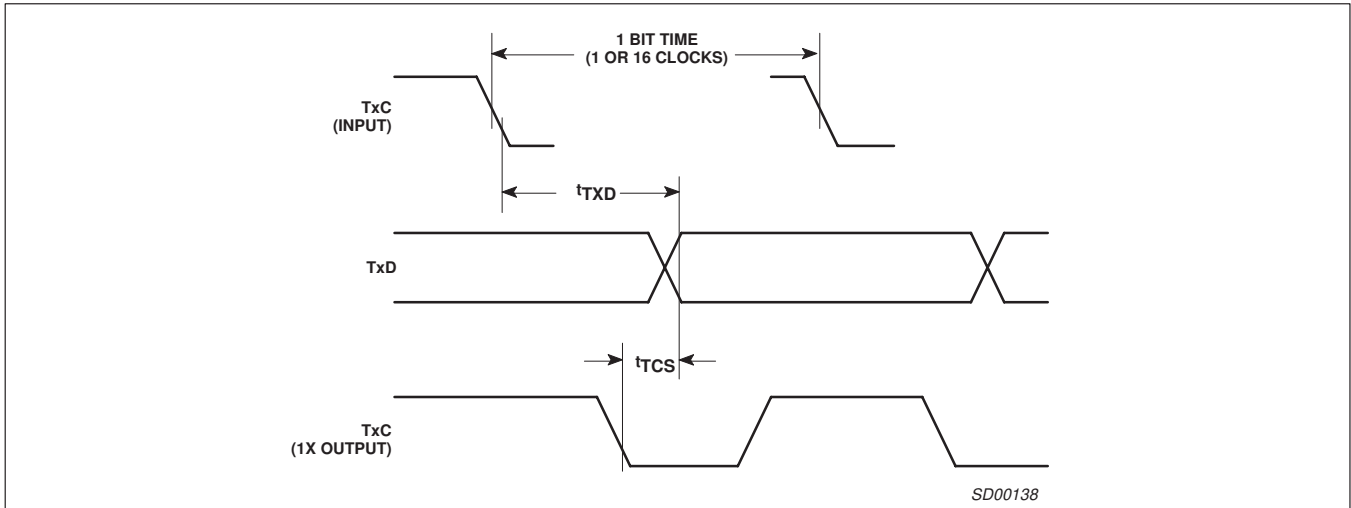 1 BIT TIME
(1 OR 16 CLOCKS)
TxC
(INPUT)
tTXD
TxD
tTCS
TxC
(1X OUTPUT)
SD00138